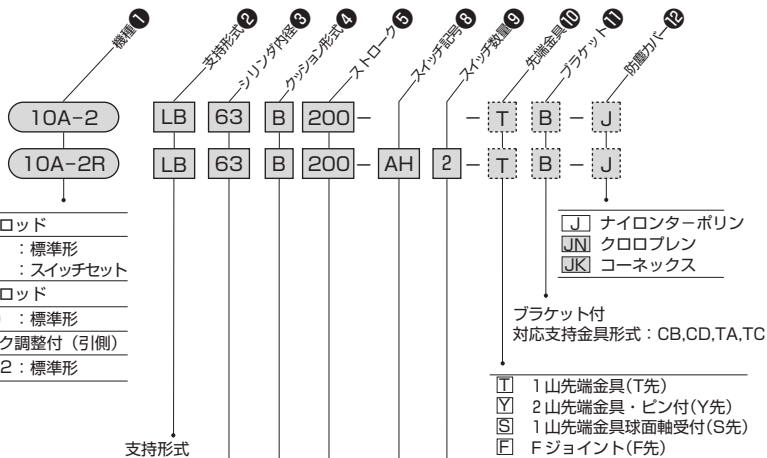 機種❶
支持形式❷
シリンダ内径❸
クッション形式❹
ストローク❺
スイッチ記号❽
スイッチ数量❾
先端金具❿
ブラケット⓫
防塵カバー⓬
10A-2 LB 63 B 200 - - T B - J
10A-2R LB 63 B 200 - AH 2 - T B - J
ロッド
：標準形
：スイッチセット
ロッド
：標準形
ク調整付（引側）
2：標準形
J ナイロンターポリン
JN クロロプレン
JK コーネックス
ブラケット付
対応支持金具形式：CB,CD,TA,TC
T 1山先端金具(T先)
Y 2山先端金具・ピン付(Y先)
S 1山先端金具球面軸受付(S先)
F Fジョイント(F先)
支持形式